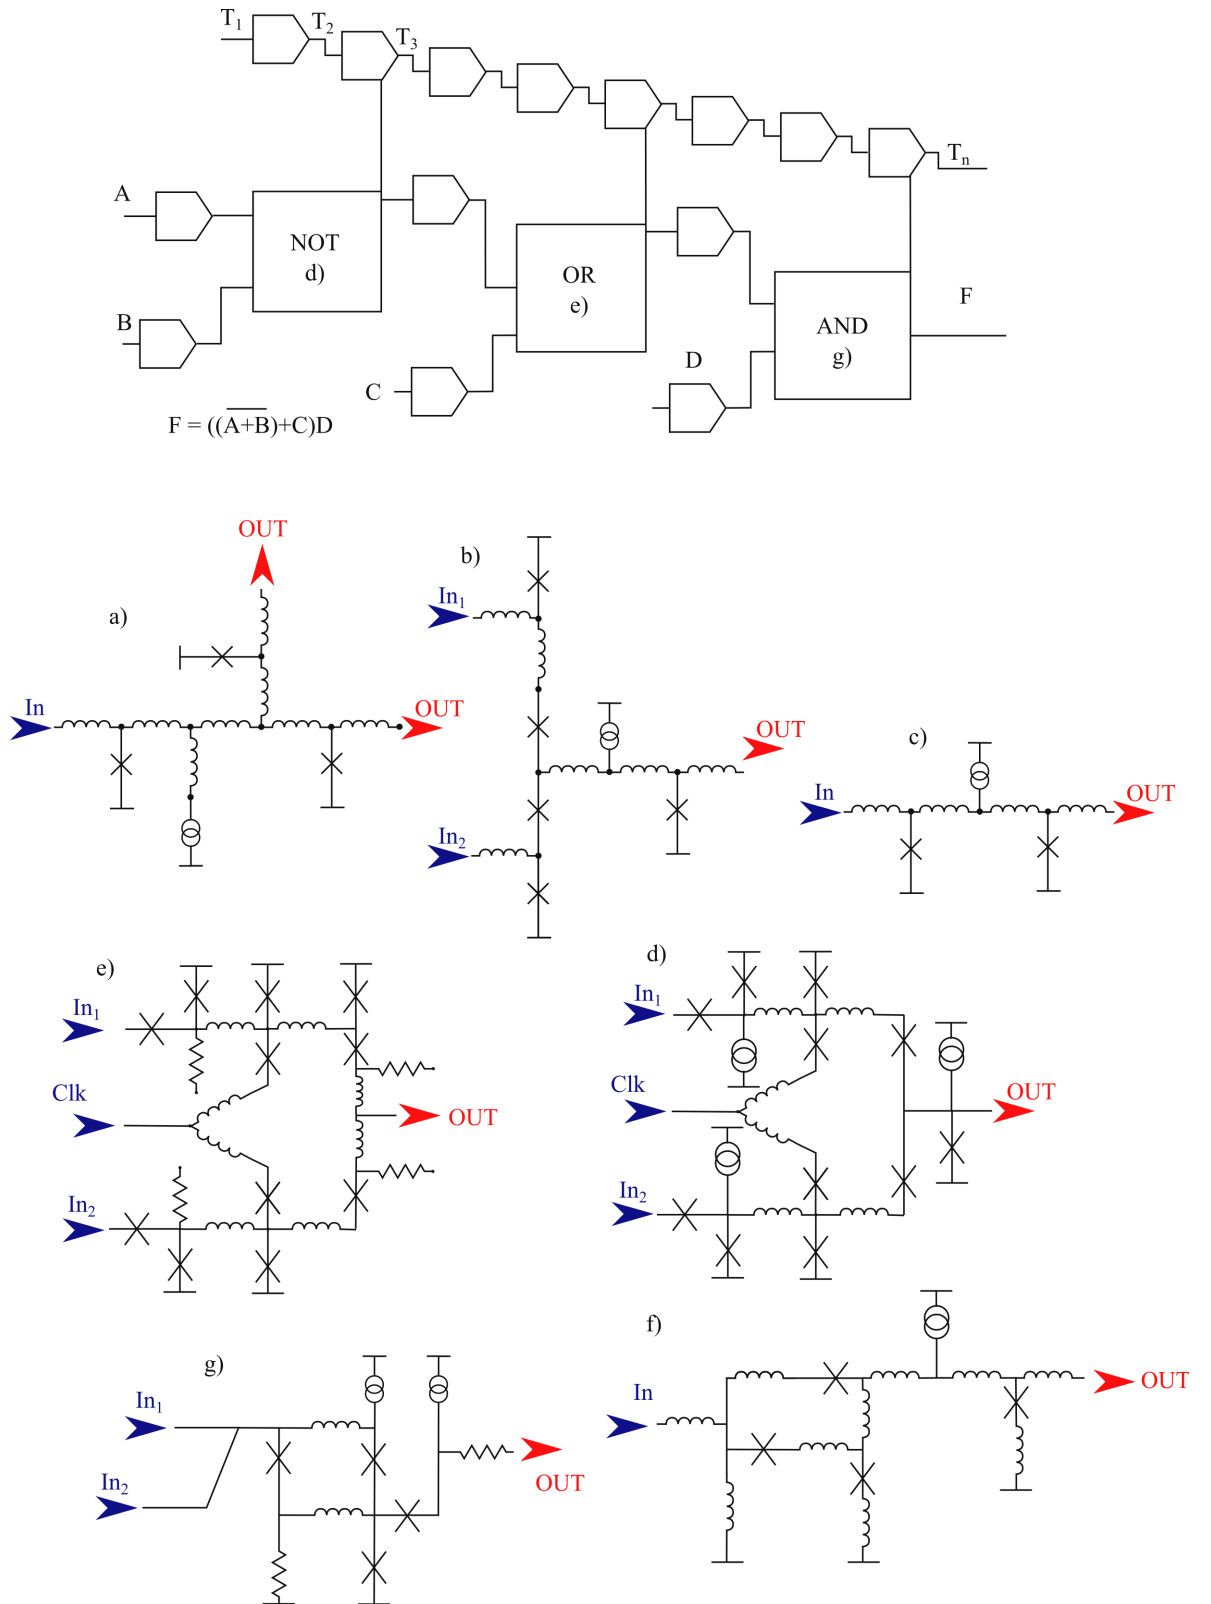 T1
T2
T3
Tn
A
NOT
d)
B
OR
e)
C
D
AND
g)
F
F = ((A+B)+C)D
OUT
b)
In1
a)
In
OUT
OUT
c)
In
OUT
In2
e)
d)
In1
In1
Clk
OUT
Clk
OUT
In2
In2
f)
g)
In1
In
OUT
In2
OUT